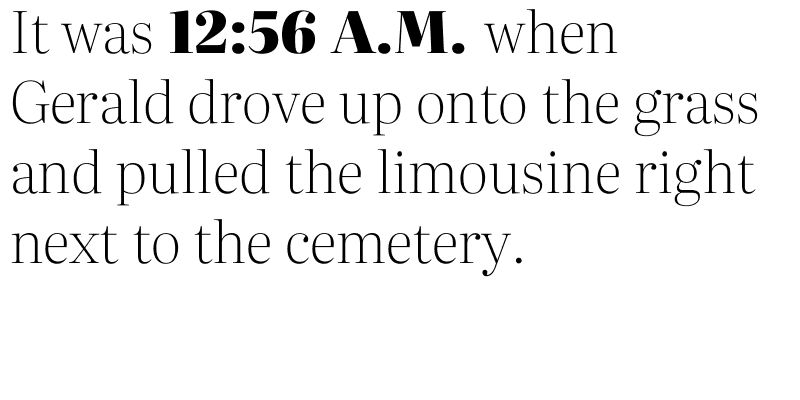 It was 12:56 A.M. when
Gerald drove up onto the grass
and pulled the limousine right
next to the cemetery.